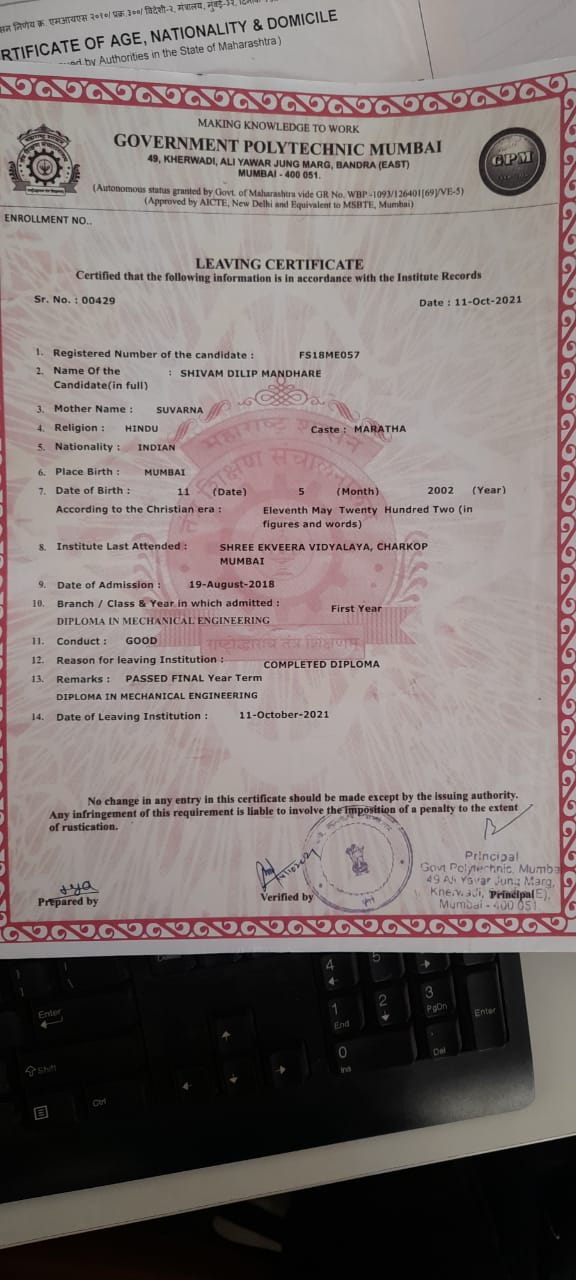 सन निर्णय क्र. एमआयएस २०१०/ प्रक्र.३००/ विदेशी-२, मंत्रालय, मुंबई-३२,
RTIFICATE OF AGE, NATIONALITY & DOMICILE
by Authorities in the State of Maharashtra)
MAKING KNOWLEDGE TO WORK
GOVERNMENT POLYTECHNIC MUMBAI
49, KHERWADI, ALI YAWAR JUNG MARG, BANDRA (EAST)
MUMBAI - 400 051.
(Autonomous status granted by Govt. of Maharashtra vide GR No. WBP -1093/126401[69]/VE-5)
(Approved by AICTE, New Delhi and Equivalent to MSBTE, Mumbai)
GPM
ENROLLMENT NO..
LEAVING CERTIFICATE
Certified that the following information is in accordance with the Institute Records
Sr. No. : 00429 Date : 11-Oct-2021
1. Registered Number of the candidate : FS18ME057
2. Name Of the : SHIVAM DILIP MANDHARE
Candidate(in full)
3. Mother Name : SUVARNA
4. Religion : HINDU Caste : MARATHA
5. Nationality : INDIAN
6. Place Birth : MUMBAI
7. Date of Birth : 11 (Date) 5 (Month) 2002 (Year)
According to the Christian era : Eleventh May Twenty Hundred Two (in
figures and words)
8. Institute Last Attended : SHREE EKVEERA VIDYALAYA, CHARKOP
MUMBAI
9. Date of Admission : 19-August-2018
10. Branch / Class & Year in which admitted : First Year
DIPLOMA IN MECHANICAL ENGINEERING
11. Conduct : GOOD
राष्ट्रोद्धाराय तंत्र शिक्षणम्
12. Reason for leaving Institution : COMPLETED DIPLOMA
13. Remarks : PASSED FINAL Year Term
DIPLOMA IN MECHANICAL ENGINEERING
14. Date of Leaving Institution : 11-October-2021
No change in any entry in this certificate should be made except by the issuing authority.
Any infringement of this requirement is liable to involve the imposition of a penalty to the extent
of rustication.
Prepared by Verified by Principal
Principal
Govt Polytechnic, Mumba
49 Ali Yavar Jung Marg,
Kherwadi, E),
Mumbai - 400 051
4
5
Enter
1
End
2
3
PgDn
Enter
Shift
0
Ins
.
Del
Ctrl